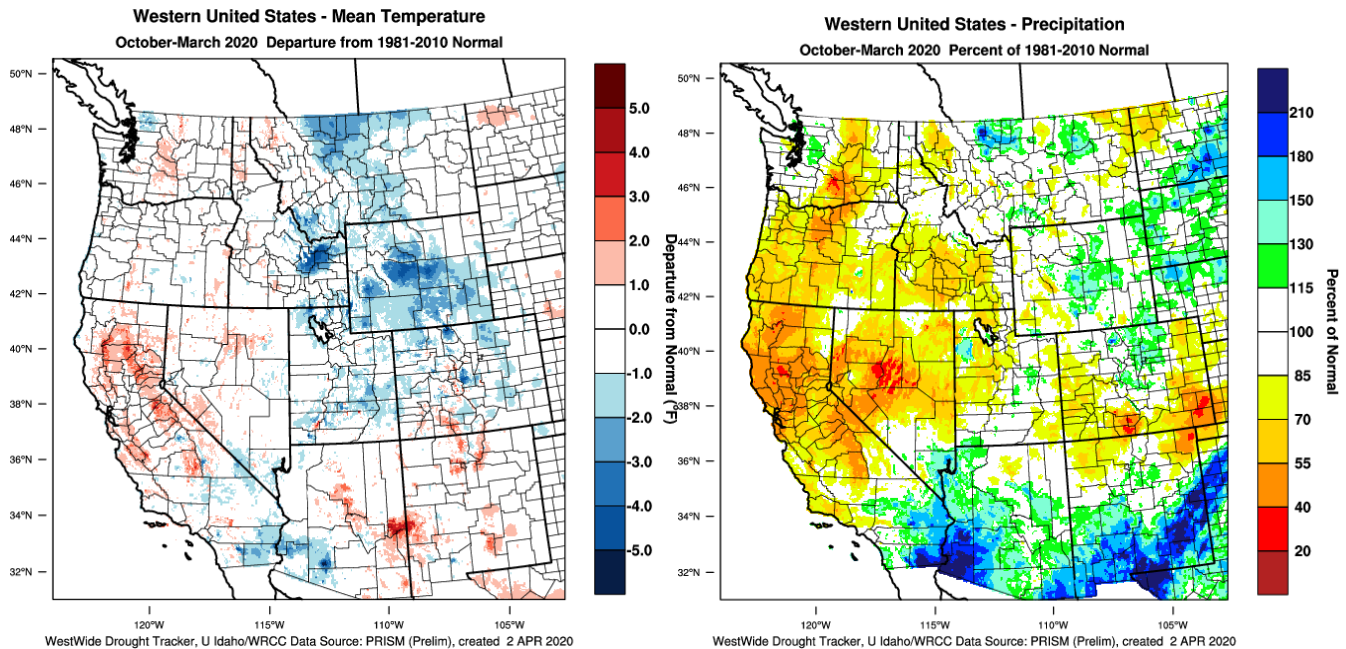 Western United States - Mean Temperature
October-March 2020 Departure from 1981-2010 Normal
50°N
48°N
46°N
44°N
42°N
40°N
38°N
36°N
34°N
32°N
120°W
115°W
110°W
105°W
5.0
4.0
3.0
2.0
1.0
0.0
-1.0
-2.0
-3.0
-4.0
-5.0
Departure from Normal (F)
WestWide Drought Tracker, U Idaho/WRCC Data Source: PRISM (Prelim), created 2 APR 2020
Western United States - Precipitation
October-March 2020 Percent of 1981-2010 Normal
50°N
48°N
46°N
44°N
42°N
40°N
38°N
36°N
34°N
32°N
120°W
115°W
110°W
105°W
210
180
150
130
115
100
85
70
55
40
20
Percent of Normal
WestWide Drought Tracker, U Idaho/WRCC Data Source: PRISM (Prelim), created 2 APR 2020